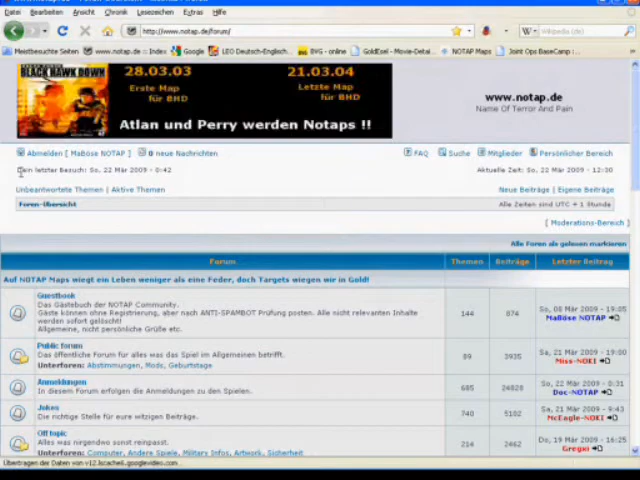 Datei Bearbeiten Ansicht Chronik Lesezeichen Extras Hilfe
http://www.notap.de/forum/
Wikipedia (de)
Meistbesuchte Seiten www.notap.de :: Index Google LEO Deutsch-Englisch... BVG - online GoldEsel - Movie-Detai... NOTAP Maps Joint Ops BaseCamp :...
BLACK HAWK DOWN
28.03.03
Erste Map
für BHD
21.03.04
Letzte Map
für BHD
Atlan und Perry werden Notaps !!
www.notap.de
Name Of Terror And Pain
Abmelden [ MaBöse NOTAP ] 0 neue Nachrichten
FAQ Suche Mitglieder Persönlicher Bereich
Dein letzter Besuch: So, 22 Mär 2009 - 0:42
Aktuelle Zeit: So, 22 Mär 2009 - 12:30
Unbeantwortete Themen | Aktive Themen
Neue Beiträge | Eigene Beiträge
Foren-Übersicht
Alle Zeiten sind UTC + 1 Stunde
[ Moderations-Bereich ]
Alle Foren als gelesen markieren
Forum Themen Beiträge Letzter Beitrag
Auf NOTAP Maps wiegt ein Leben weniger als eine Feder, doch Targets wiegen wir in Gold!
Guestbook
Das Gästebuch der NOTAP Community.
Gäste können ohne Registrierung, aber nach ANTI-SPAMBOT Prüfung posten. Alle nicht relevanten Inhalte
werden sofort gelöscht!
Allgemeine, nicht persönliche Grüße etc.
144 874
So, 08 Mär 2009 - 19:05
MaBöse NOTAP
Public forum
Das öffentliche Forum für alles was das Spiel im Allgemeinen betrifft.
Unterforen: Abstimmungen, Mods, Geburtstage
89 3935
Sa, 21 Mär 2009 - 19:00
Miss-NOKI
Anmeldungen
In diesem Forum erfolgen die Anmeldungen zu den Spielen.
685 24828
So, 22 Mär 2009 - 0:31
Doc-NOTAP
Jokes
Die richtige Stelle für eure witzigen Beiträge.
740 5102
Sa, 21 Mär 2009 - 9:43
McEagle-NOKI
Off topic
Alles was nirgendwo sonst reinpasst.
Unterforen: Computer, Andere Spiele, Military Infos, Artwork, Sicherheit
214 2462
Do, 19 Mär 2009 - 16:25
Gregsi
Übertragen der Daten von v12.lscache8.googlevideo.com...